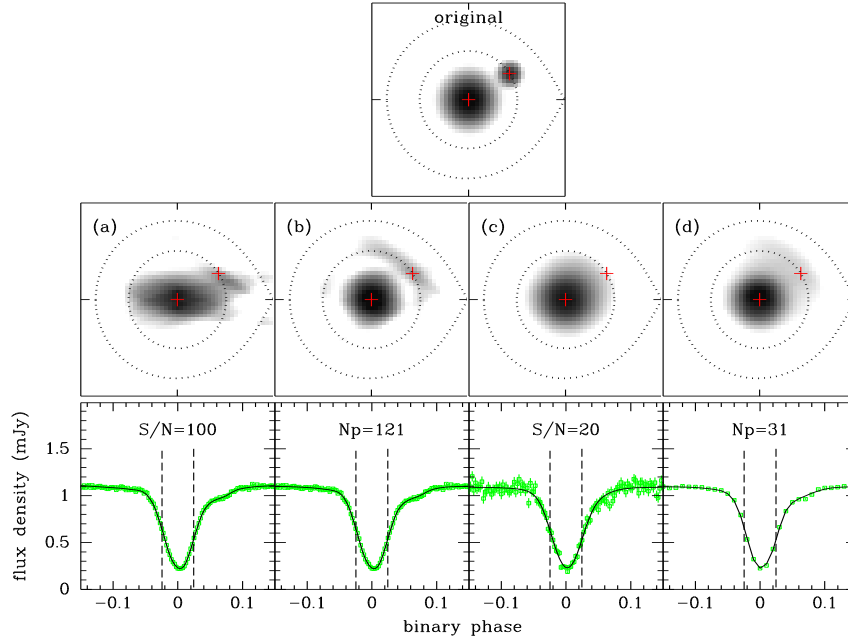 original
(a) (b) (c) (d)
S/N=100 Np=121 S/N=20 Np=31
flux density (mJy)
1.5
1
0.5
0
−0.1 0 0.1 −0.1 0 0.1 −0.1 0 0.1 −0.1 0 0.1
binary phase